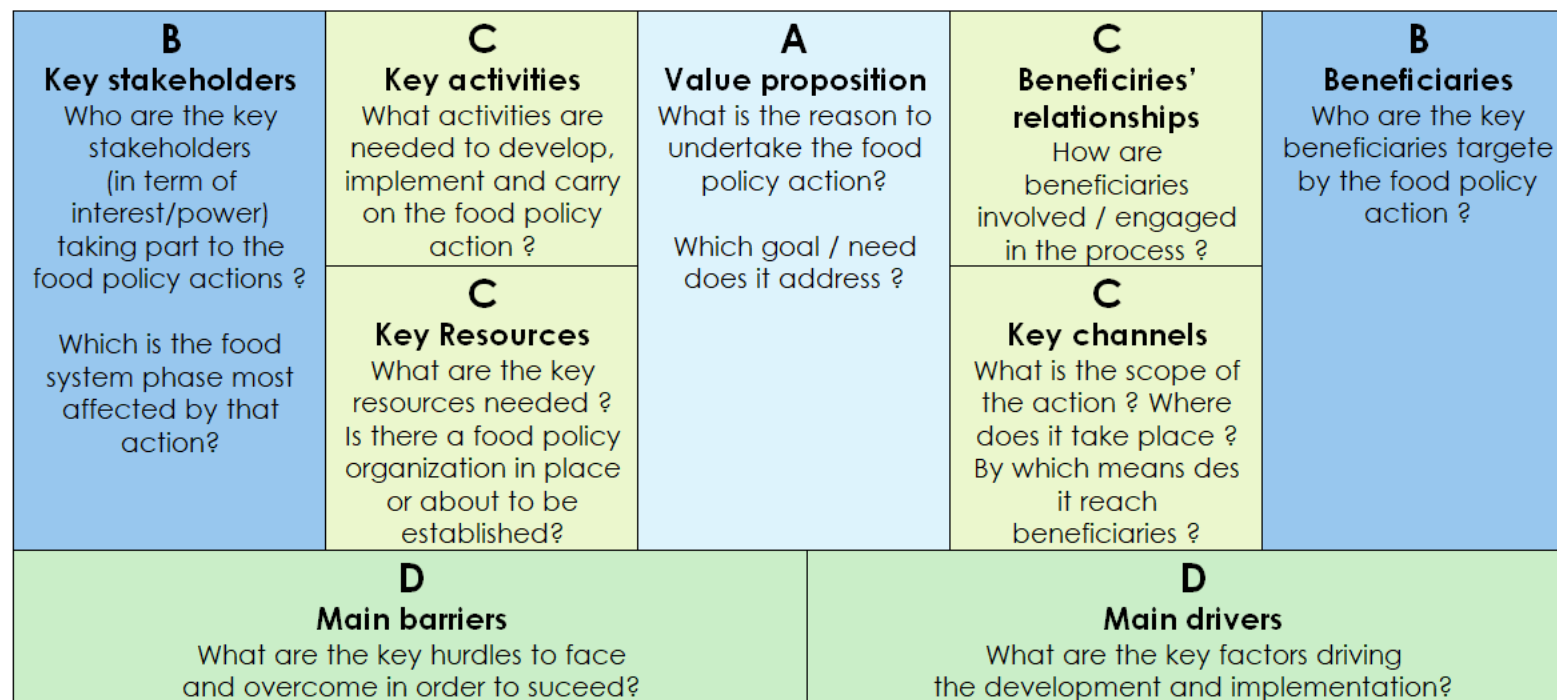 B
Key stakeholders
Who are the key
stakeholders
(in term of
interest/power)
taking part to the
food policy actions ?
Which is the food
system phase most
affected by that
action?
C
Key activities
What activities are
needed to develop,
implement and carry
on the food policy
action ?
C
Key Resources
What are the key
resources needed ?
Is there a food policy
organization in place
or about to be
established?
A
Value proposition
What is the reason to
undertake the food
policy action?
Which goal / need
does it address ?
C
Beneficiries'
relationships
How are
beneficiaries
involved / engaged
in the process ?
C
Key channels
What is the scope of
the action ? Where
does it take place ?
By which means des
it reach
beneficiaries ?
B
Beneficiaries
Who are the key
beneficiaries targete
by the food policy
action ?
D
Main barriers
What are the key hurdles to face
and overcome in order to suceed?
D
Main drivers
What are the key factors driving
the development and implementation?